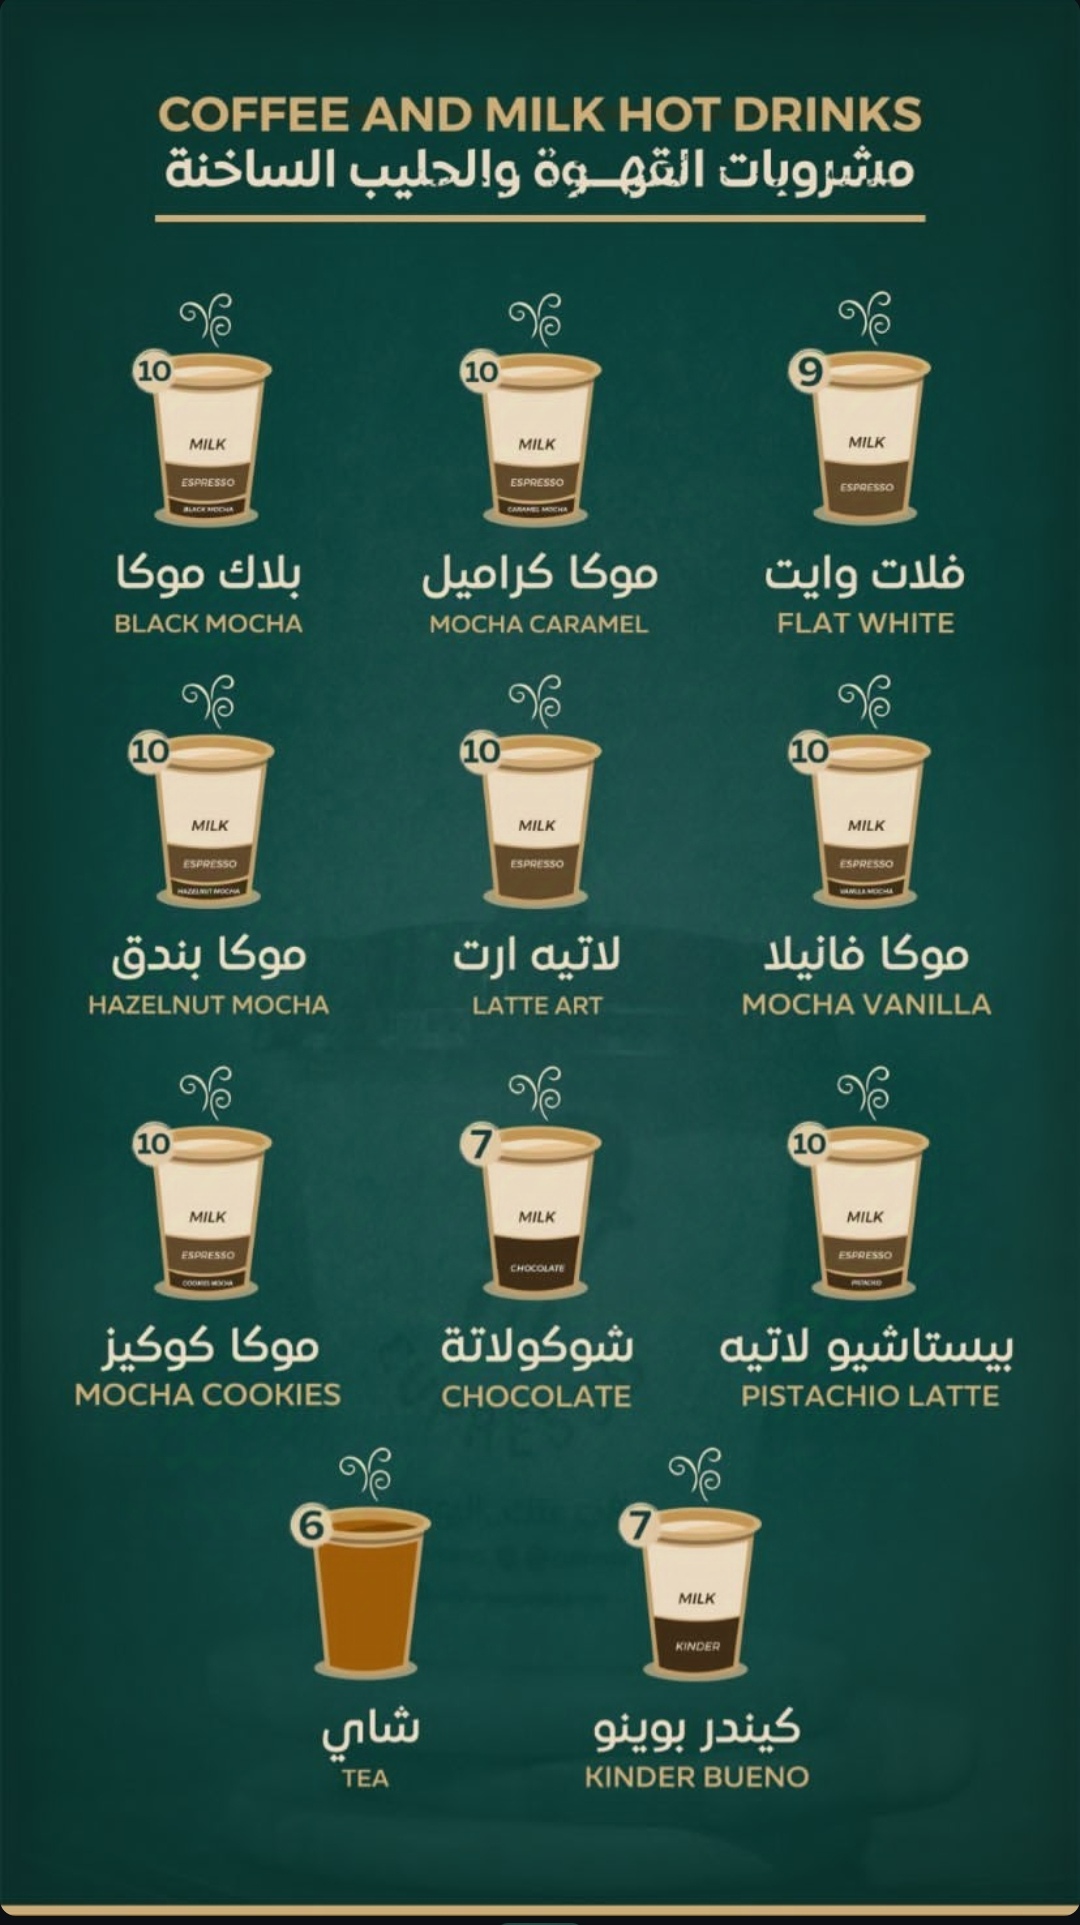 COFFEE AND MILK HOT DRINKS
مشروبات القهـوة والحليب الساخنة
10
10
9
MILK
MILK
MILK
ESPRESSO
ESPRESSO
ESPRESSO
BLACK MOCHA
CARAMEL MOCHA
بلاك موكا
موكا كراميل
فلات وايت
BLACK MOCHA
MOCHA CARAMEL
FLAT WHITE
10
10
10
MILK
MILK
MILK
ESPRESSO
ESPRESSO
ESPRESSO
HAZELNUT MOCHA
VANILLA MOCHA
موكا بندق
لاتيه ارت
موكا فانيلا
HAZELNUT MOCHA
LATTE ART
MOCHA VANILLA
10
7
10
MILK
MILK
MILK
ESPRESSO
CHOCOLATE
ESPRESSO
COOKIES MOCHA
PISTACHIO
موكا كوكيز
شوكولاتة
بيستاشيو لاتيه
MOCHA COOKIES
CHOCOLATE
PISTACHIO LATTE
6
7
MILK
KINDER
شاي
كيندر بوينو
TEA
KINDER BUENO